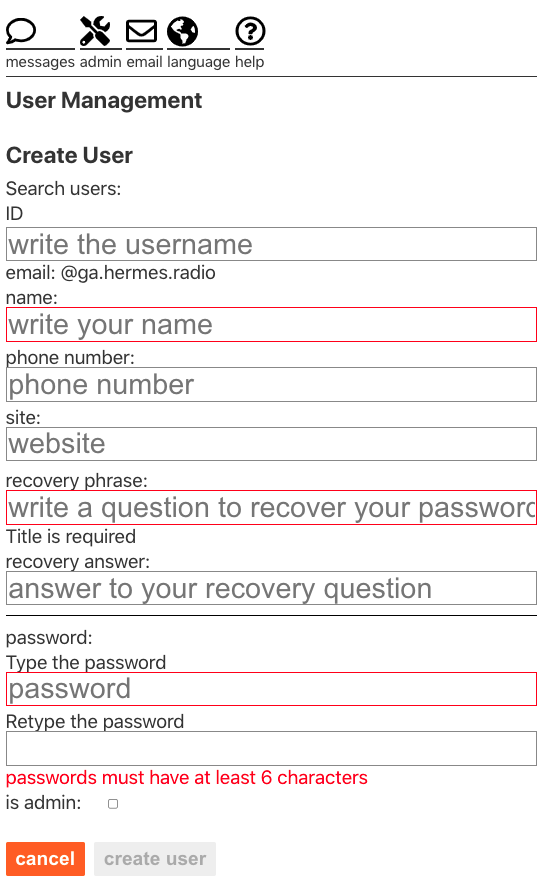 messages admin email language help
User Management
Create User
Search users:
ID
write the username
email: @ga.hermes.radio
name:
write your name
phone number:
phone number
site:
website
recovery phrase:
write a question to recover your password
Title is required
recovery answer:
answer to your recovery question
password:
Type the password
password
Retype the password
passwords must have at least 6 characters
is admin:
cancel create user